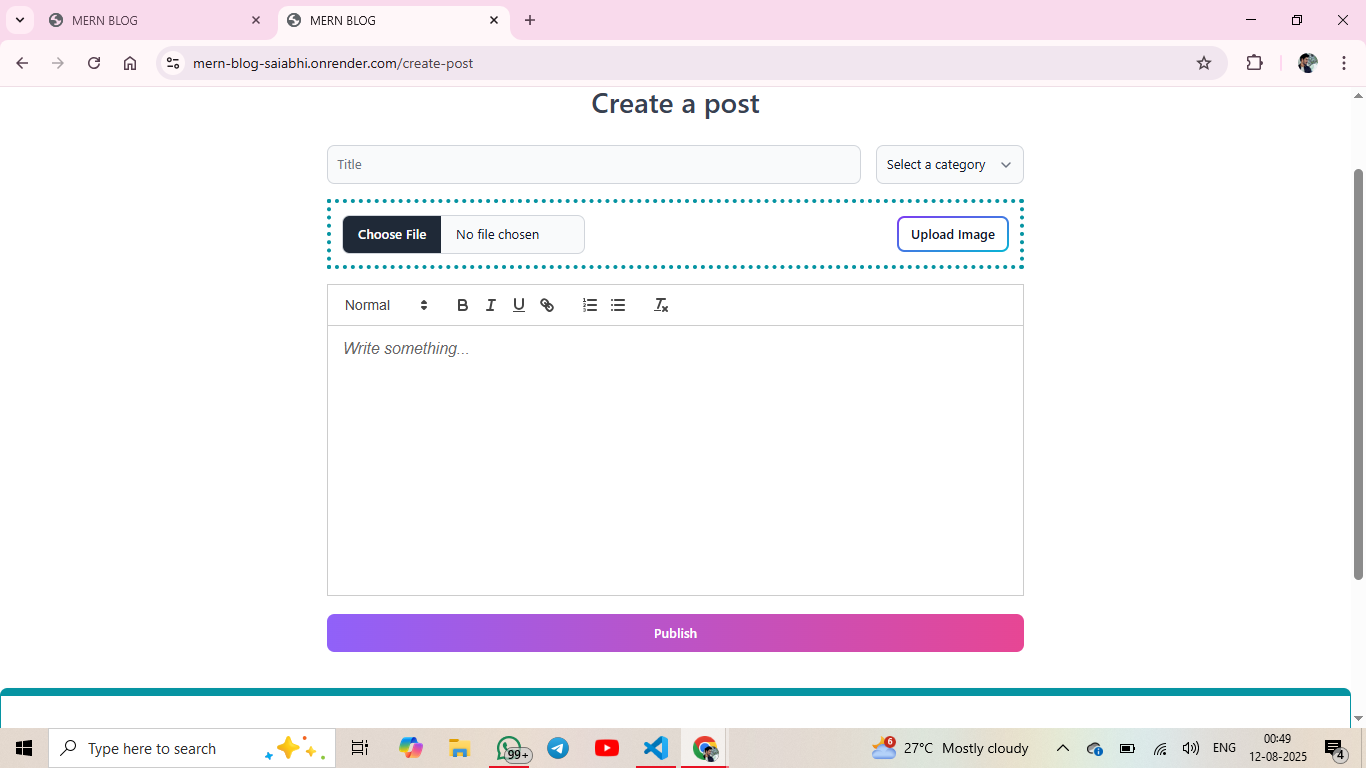 MERN BLOG
MERN BLOG
mern-blog-saiabhi.onrender.com/create-post
Create a post
Title
Select a category
Choose File
No file chosen
Upload Image
Normal
Write something...
Publish
Type here to search
99+
6
27°C Mostly cloudy
ENG
00:49
12-08-2025
4